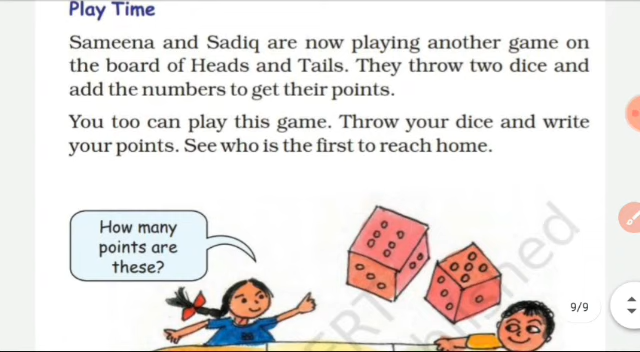 Play Time
Sameena and Sadiq are now playing another game on
the board of Heads and Tails. They throw two dice and
add the numbers to get their points.
You too can play this game. Throw your dice and write
your points. See who is the first to reach home.
How many
points are
these?
9/9